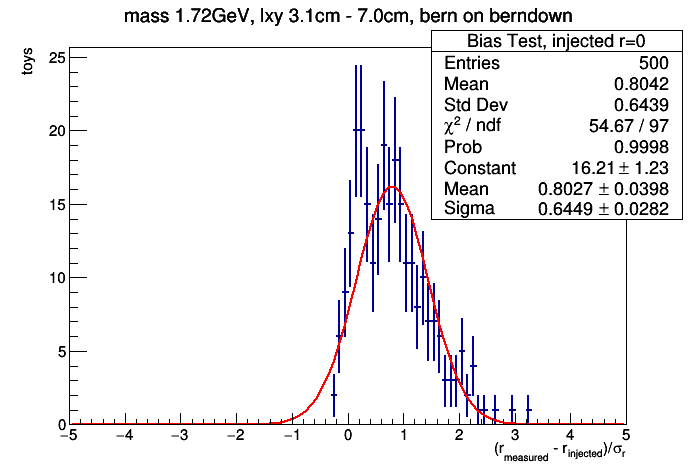 mass 1.72GeV, lxy 3.1cm - 7.0cm, bern on berndown
Bias Test, injected r=0
Entries 500
Mean 0.8042
Std Dev 0.6439
χ² / ndf 54.67 / 97
Prob 0.9998
Constant 16.21 ± 1.23
Mean 0.8027 ± 0.0398
Sigma 0.6449 ± 0.0282
toys
25
20
15
10
5
0
−5 −4 −3 −2 −1 0 1 2 3 4 5
(r_measured - r_injected)/σ_r